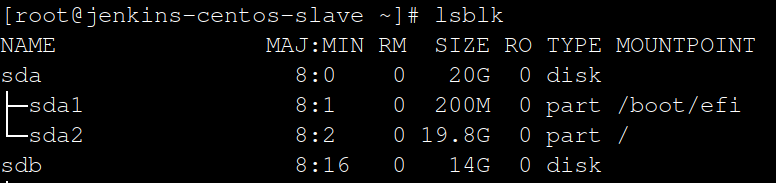 [root@jenkins-centos-slave ~]# lsblk
NAME MAJ:MIN RM SIZE RO TYPE MOUNTPOINT
sda 8:0 0 20G 0 disk
├─sda1 8:1 0 200M 0 part /boot/efi
└─sda2 8:2 0 19.8G 0 part /
sdb 8:16 0 14G 0 disk